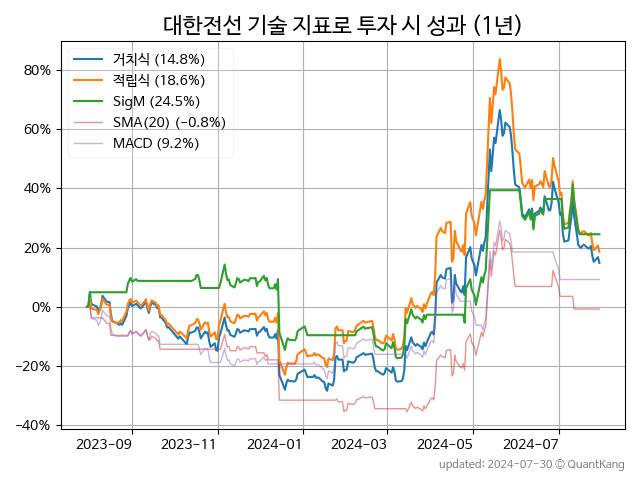 대한전선 기술 지표로 투자 시 성과 (1년)
거치식 (14.8%)
적립식 (18.6%)
SigM (24.5%)
SMA(20) (-0.8%)
MACD (9.2%)
80%
60%
40%
20%
0%
-20%
-40%
2023-09 2023-11 2024-01 2024-03 2024-05 2024-07
updated: 2024-07-30 © QuantKang